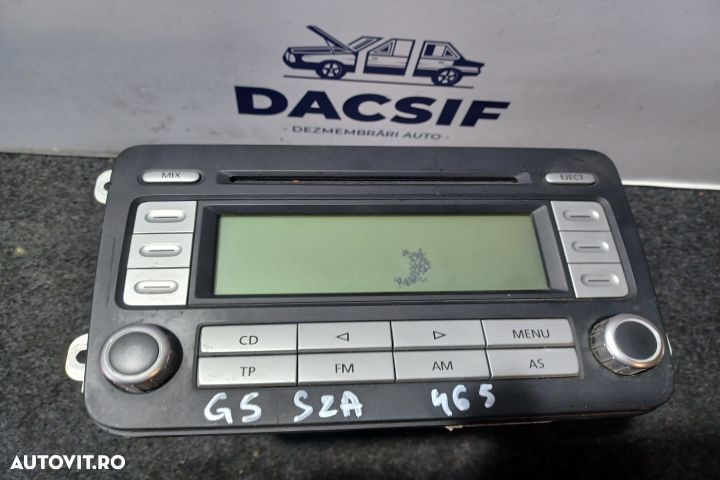 DACSIF
- DEZMEMBRĂRI AUTO -
MIX
EJECT
CD
MENU
TP
FM
AM
AS
G5 SZA 465
AUTOVIT.RO